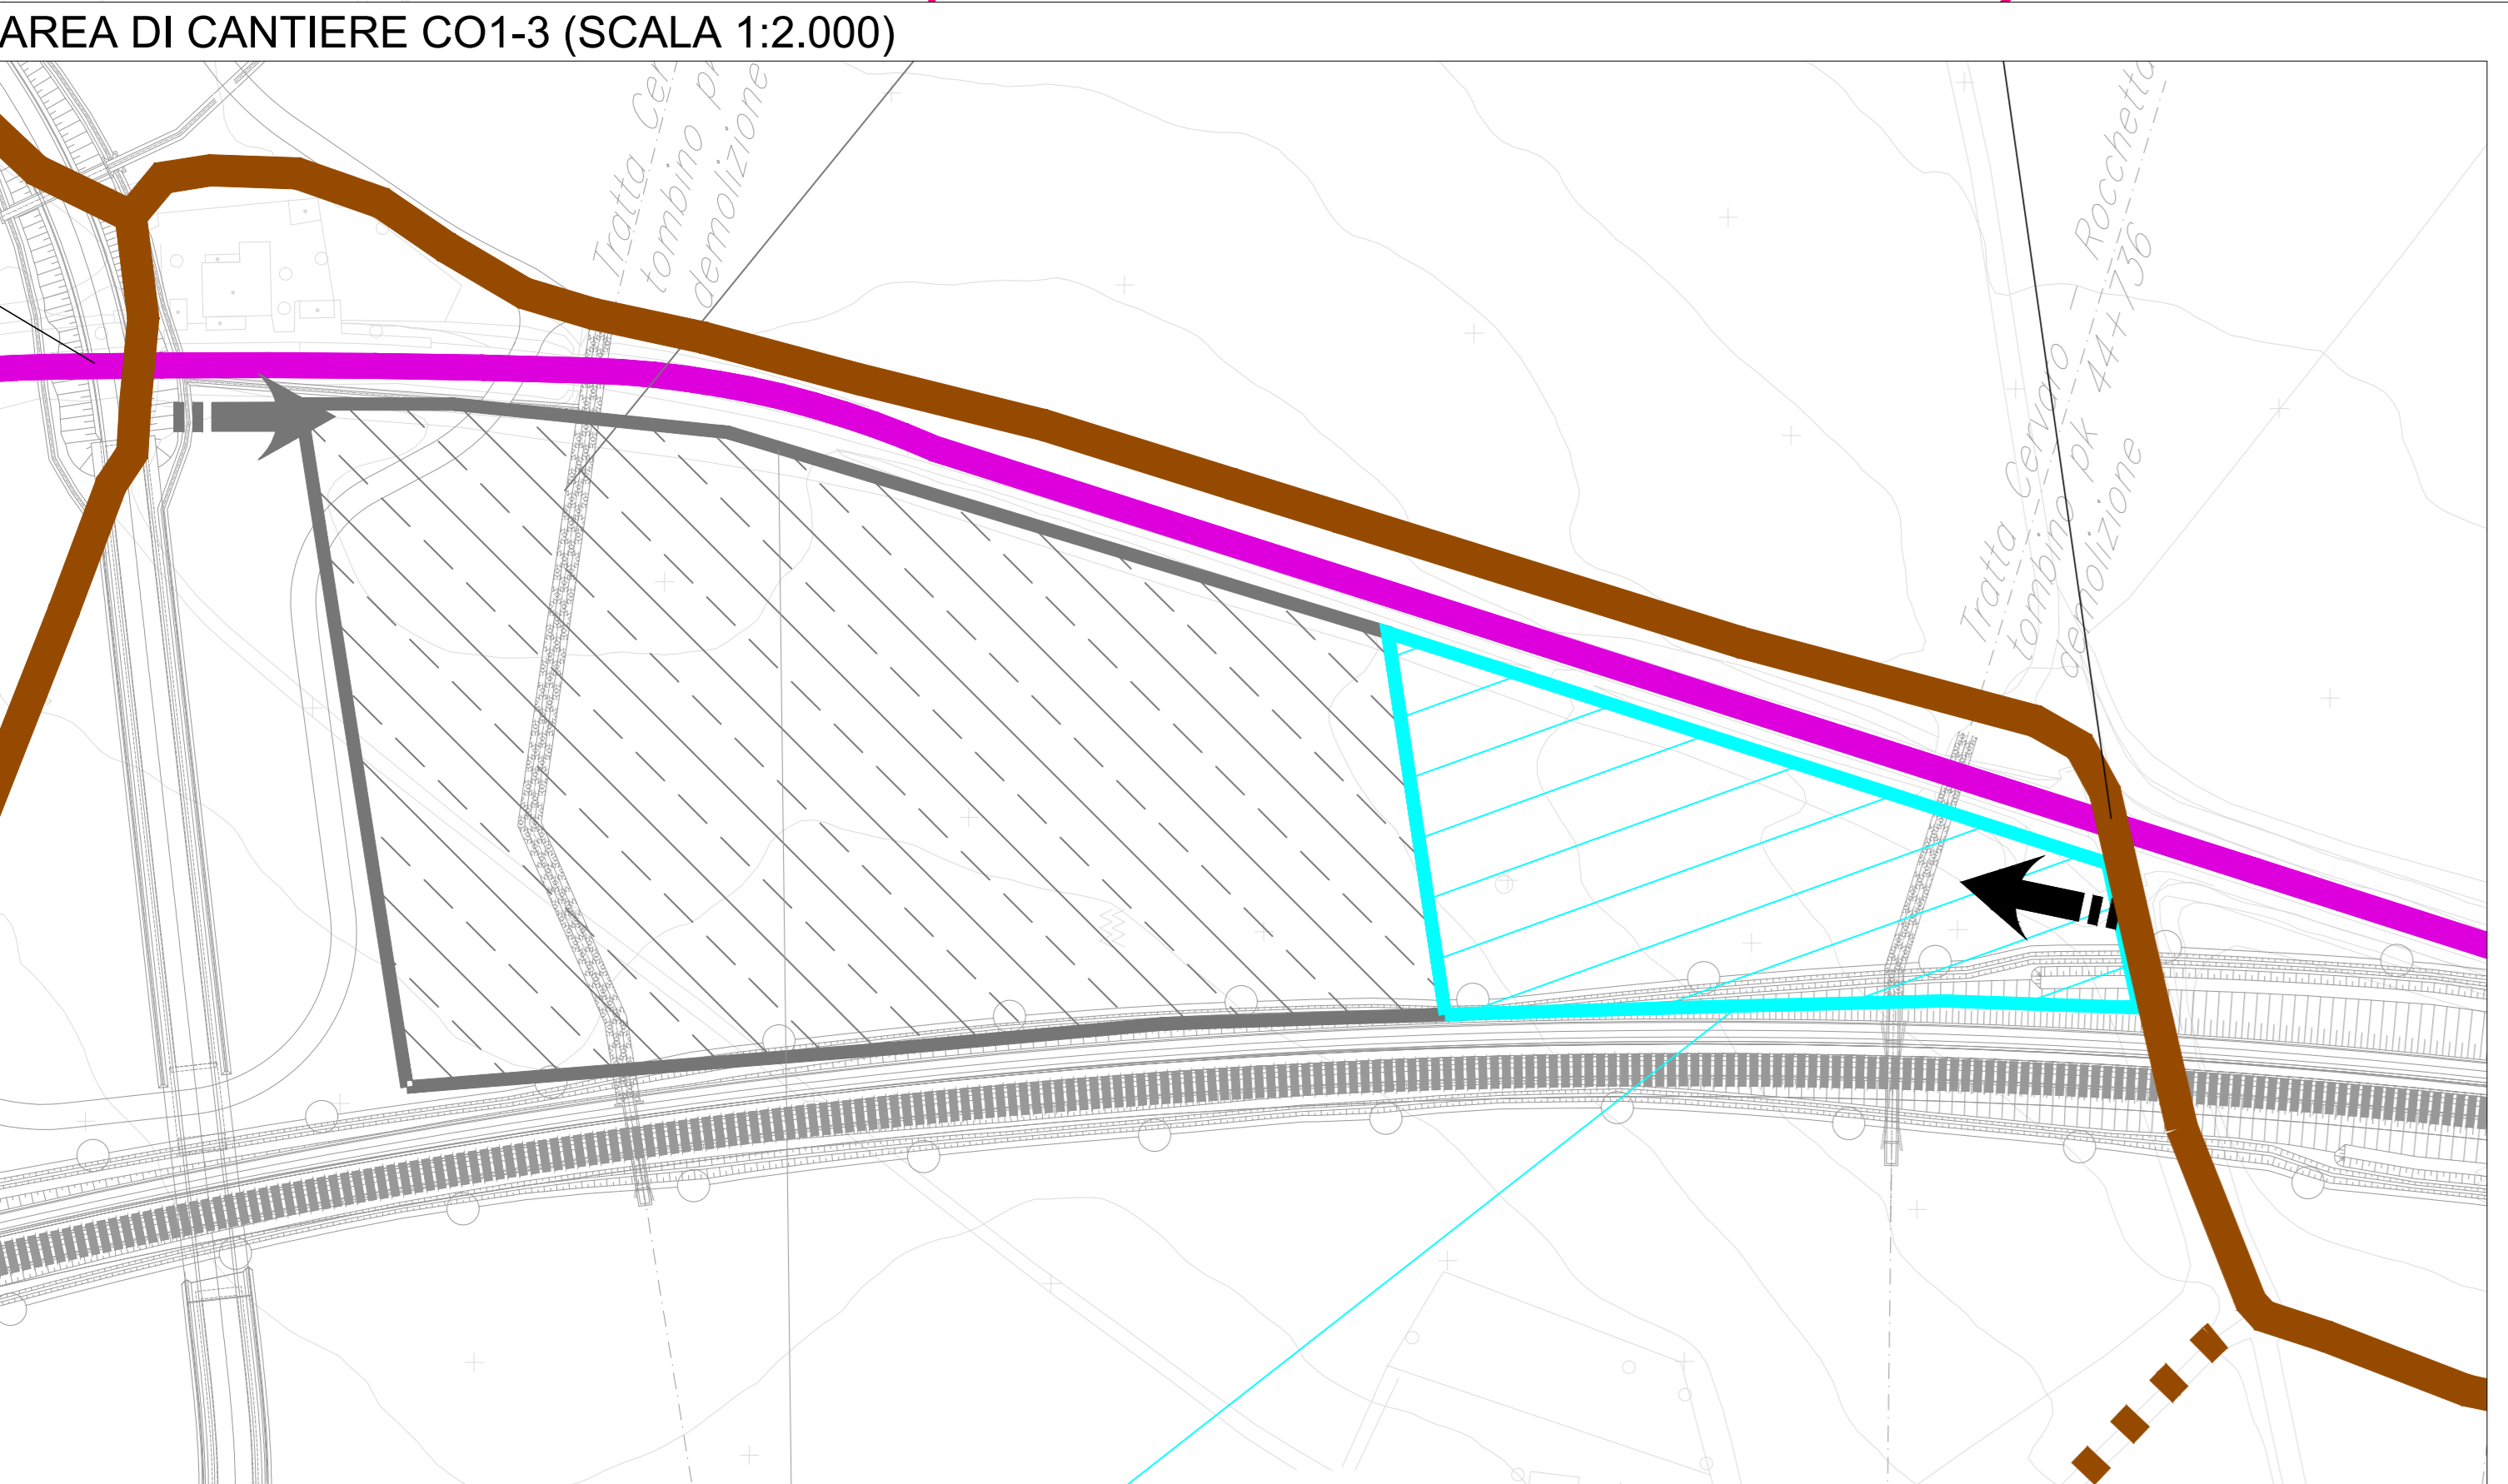 AREA DI CANTIERE CO1-3 (SCALA 1:2.000)
Tratta Cer
tombino p
demolizione
Tratta Cervaro - Rocchetta
tombino pk 44+736
demolizione